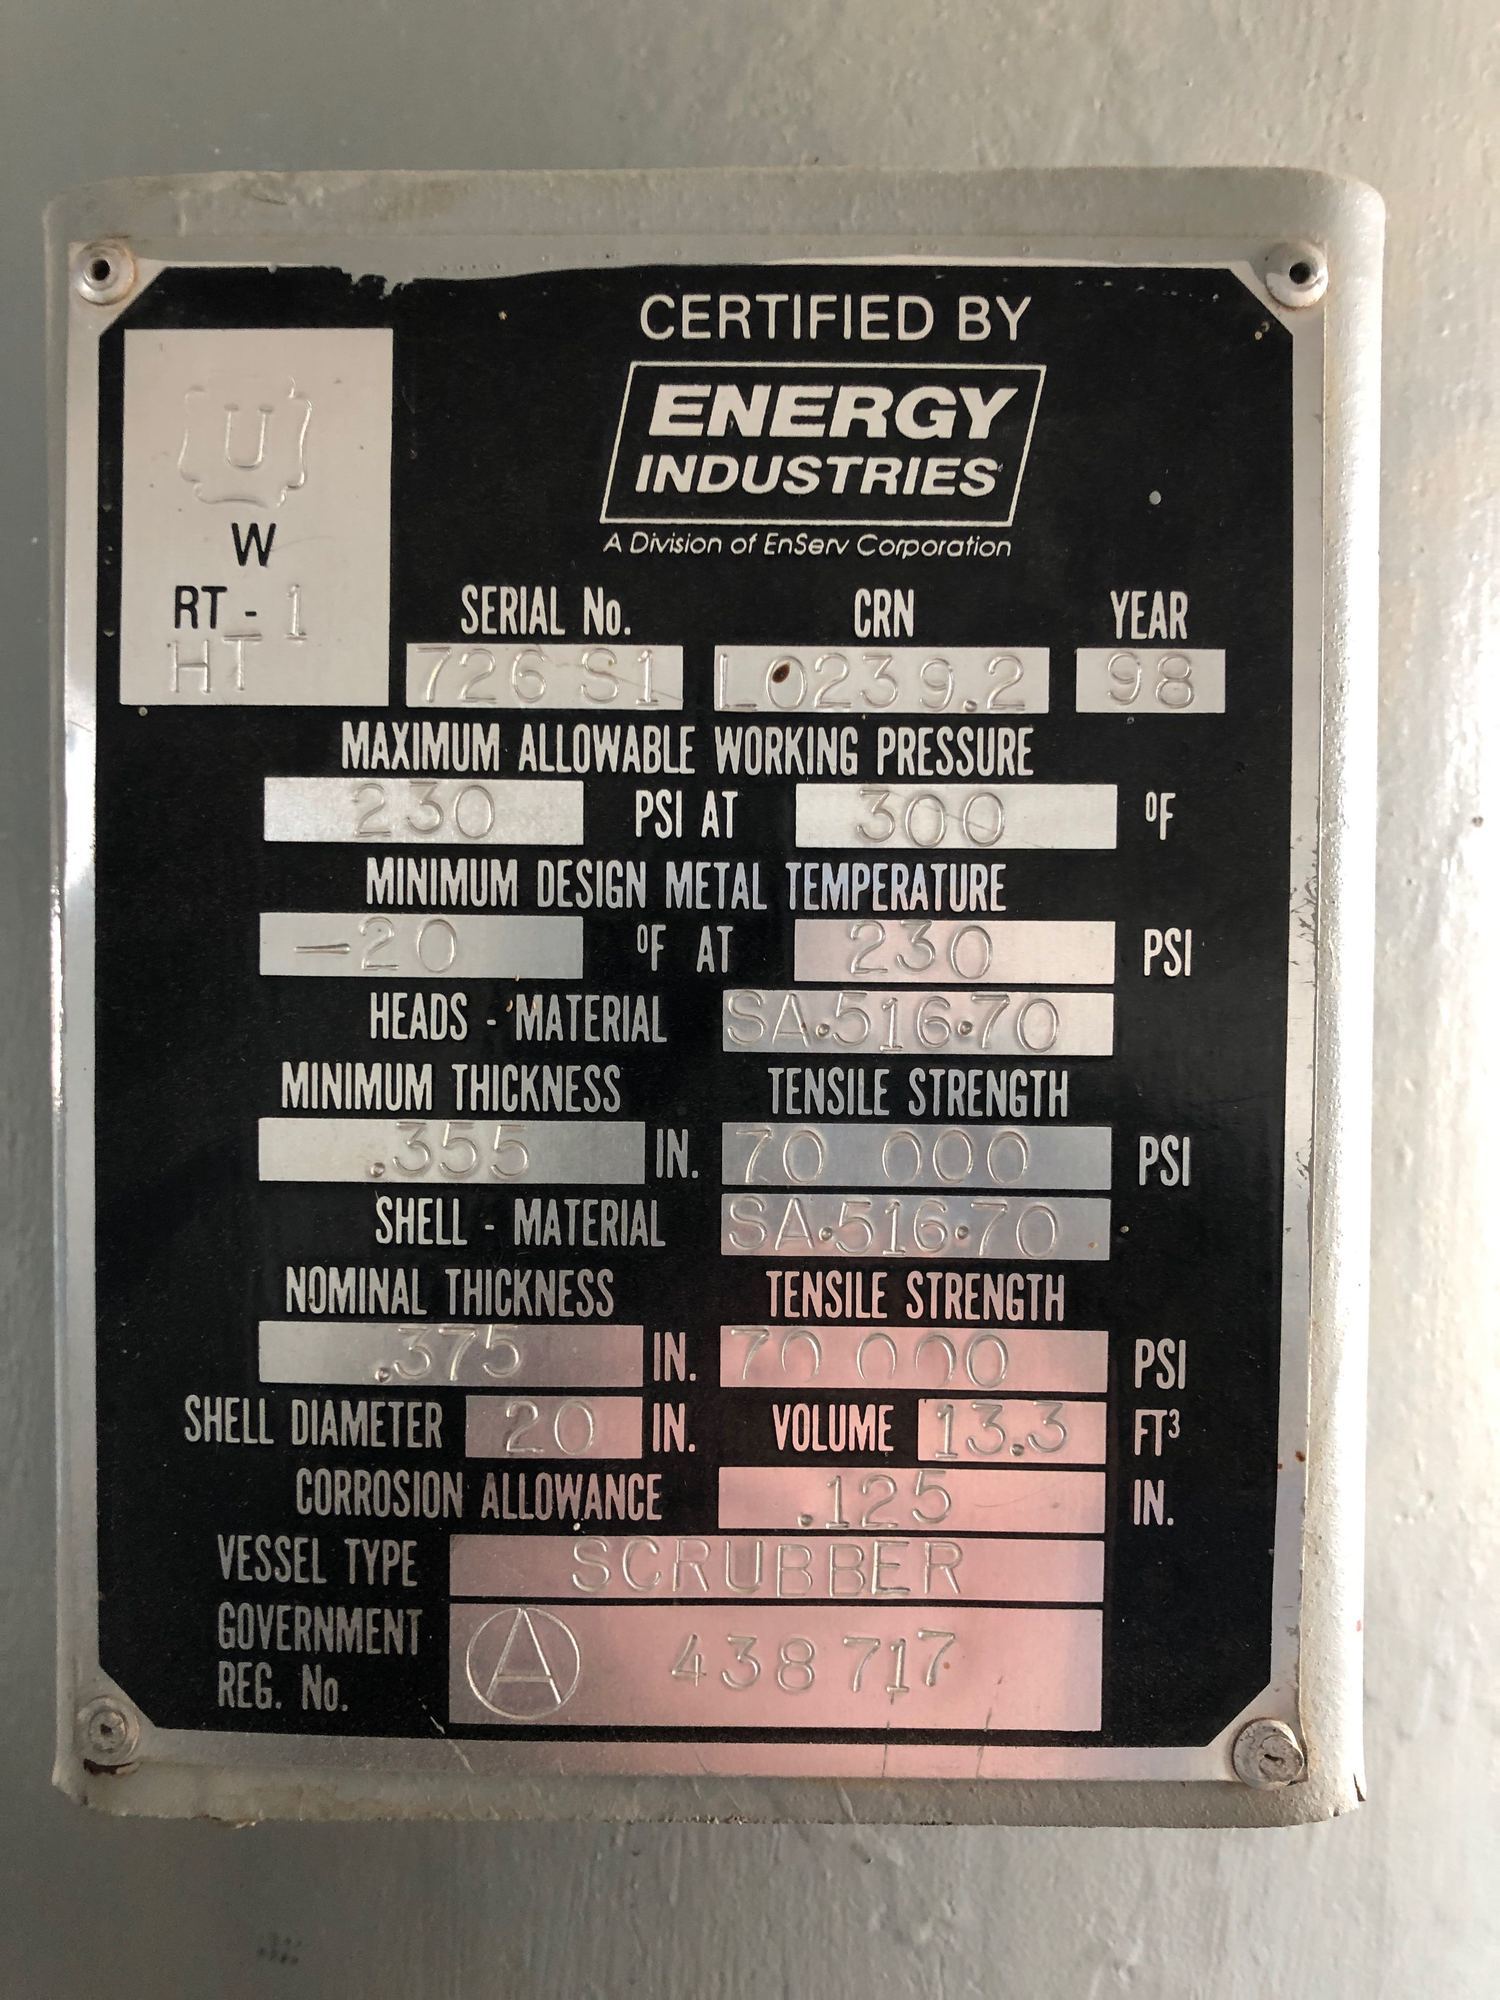 CERTIFIED BY
ENERGY
INDUSTRIES
A Division of EnServ Corporation
U
W
RT - 1
HT
SERIAL No. CRN YEAR
726 S1 L0239.2 98
MAXIMUM ALLOWABLE WORKING PRESSURE
230 PSI AT 300 °F
MINIMUM DESIGN METAL TEMPERATURE
-20 °F AT 230 PSI
HEADS - MATERIAL SA·516·70
MINIMUM THICKNESS TENSILE STRENGTH
.355 IN. 70 000 PSI
SHELL - MATERIAL SA·516·70
NOMINAL THICKNESS TENSILE STRENGTH
.375 IN. 70 000 PSI
SHELL DIAMETER 20 IN. VOLUME 13.3 FT³
CORROSION ALLOWANCE .125 IN.
VESSEL TYPE SCRUBBER
GOVERNMENT
REG. No. A 438 717